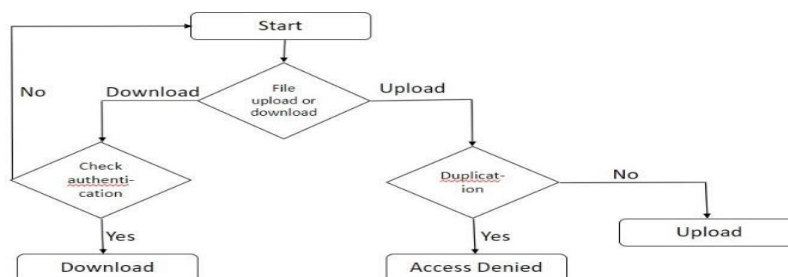 Start
File
upload or
download
Download
Upload
No
Check
authenti-
cation
Duplicat-
ion
No
Yes
Yes
Upload
Download
Access Denied